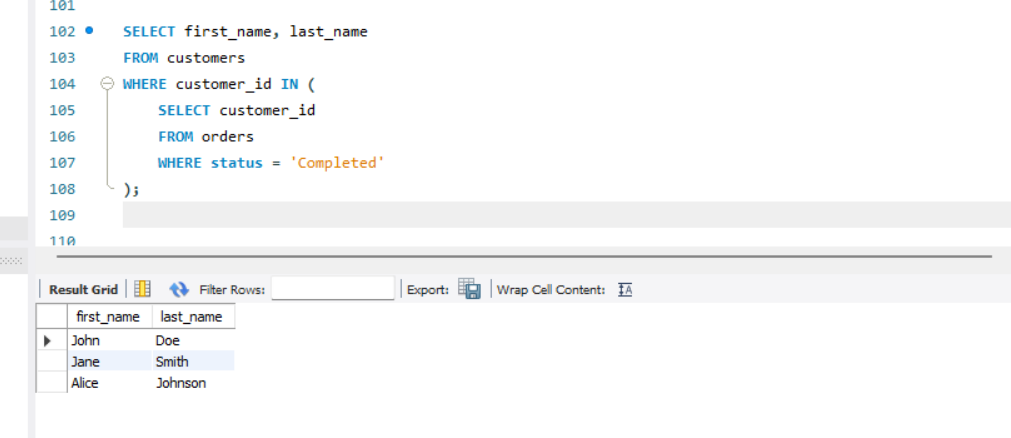 101
102 SELECT first_name, last_name
103 FROM customers
104 WHERE customer_id IN (
105 SELECT customer_id
106 FROM orders
107 WHERE status = 'Completed'
108 );
109
110
Result Grid Filter Rows: Export: Wrap Cell Content: IA
first_name last_name
John Doe
Jane Smith
Alice Johnson